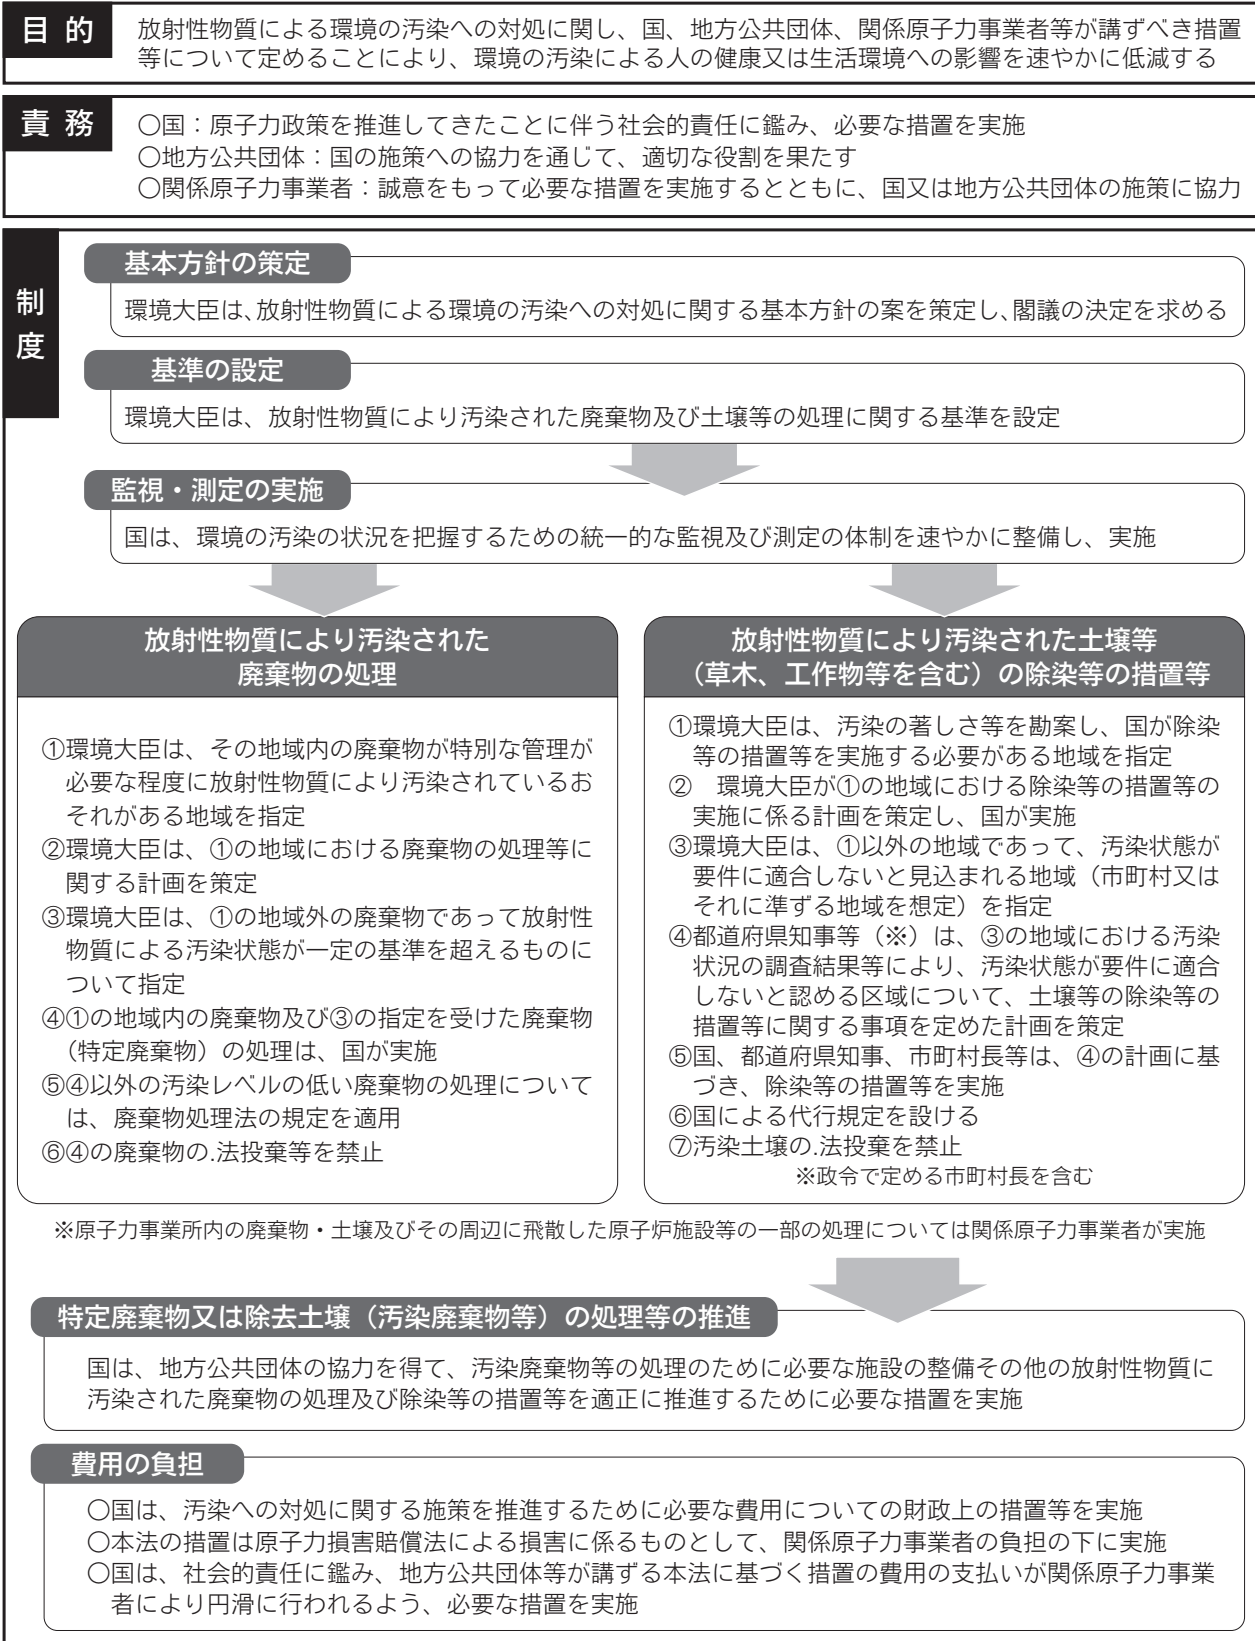 目的
放射性物質による環境の汚染への対処に関し、国、地方公共団体、関係原子力事業者等が講ずべき措置
等について定めることにより、環境の汚染による人の健康又は生活環境への影響を速やかに低減する
責務
○国：原子力政策を推進してきたことに伴う社会的責任に鑑み、必要な措置を実施
○地方公共団体：国の施策への協力を通じて、適切な役割を果たす
○関係原子力事業者：誠意をもって必要な措置を実施するとともに、国又は地方公共団体の施策に協力
制度
基本方針の策定
環境大臣は、放射性物質による環境の汚染への対処に関する基本方針の案を策定し、閣議の決定を求める
基準の設定
環境大臣は、放射性物質により汚染された廃棄物及び土壌等の処理に関する基準を設定
監視・測定の実施
国は、環境の汚染の状況を把握するための統一的な監視及び測定の体制を速やかに整備し、実施
放射性物質により汚染された
廃棄物の処理
①環境大臣は、その地域内の廃棄物が特別な管理が
必要な程度に放射性物質により汚染されているお
それがある地域を指定
②環境大臣は、①の地域における廃棄物の処理等に
関する計画を策定
③環境大臣は、①の地域外の廃棄物であって放射性
物質による汚染状態が一定の基準を超えるものに
ついて指定
④①の地域内の廃棄物及び③の指定を受けた廃棄物
（特定廃棄物）の処理は、国が実施
⑤④以外の汚染レベルの低い廃棄物の処理について
は、廃棄物処理法の規定を適用
⑥④の廃棄物の.法投棄等を禁止
放射性物質により汚染された土壌等
（草木、工作物等を含む）の除染等の措置等
①環境大臣は、汚染の著しさ等を勘案し、国が除染
等の措置等を実施する必要がある地域を指定
②　環境大臣が①の地域における除染等の措置等の
実施に係る計画を策定し、国が実施
③環境大臣は、①以外の地域であって、汚染状態が
要件に適合しないと見込まれる地域（市町村又は
それに準ずる地域を想定）を指定
④都道府県知事等（※）は、③の地域における汚染
状況の調査結果等により、汚染状態が要件に適合
しないと認める区域について、土壌等の除染等の
措置等に関する事項を定めた計画を策定
⑤国、都道府県知事、市町村長等は、④の計画に基
づき、除染等の措置等を実施
⑥国による代行規定を設ける
⑦汚染土壌の.法投棄を禁止
※政令で定める市町村長を含む
※原子力事業所内の廃棄物・土壌及びその周辺に飛散した原子炉施設等の一部の処理については関係原子力事業者が実施
特定廃棄物又は除去土壌（汚染廃棄物等）の処理等の推進
国は、地方公共団体の協力を得て、汚染廃棄物等の処理のために必要な施設の整備その他の放射性物質に
汚染された廃棄物の処理及び除染等の措置等を適正に推進するために必要な措置を実施
費用の負担
○国は、汚染への対処に関する施策を推進するために必要な費用についての財政上の措置等を実施
○本法の措置は原子力損害賠償法による損害に係るものとして、関係原子力事業者の負担の下に実施
○国は、社会的責任に鑑み、地方公共団体等が講ずる本法に基づく措置の費用の支払いが関係原子力事業
者により円滑に行われるよう、必要な措置を実施